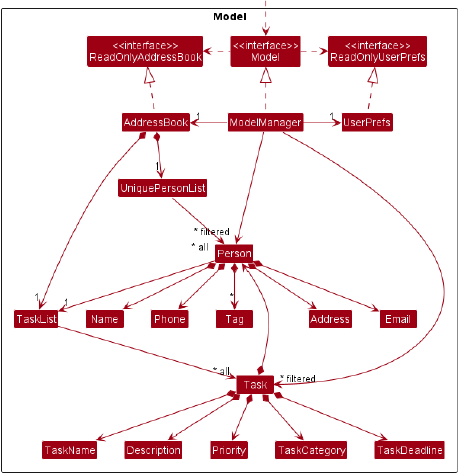 Model
<<interface>>
ReadOnlyAddressBook
<<interface>>
Model
<<interface>>
ReadOnlyUserPrefs
AddressBook
1
ModelManager
1
UserPrefs
1
UniquePersonList
* filtered
* all
Person
1
1
*
TaskList
Name
Phone
Tag
Address
Email
* all
Task
* filtered
TaskName
Description
Priority
TaskCategory
TaskDeadline